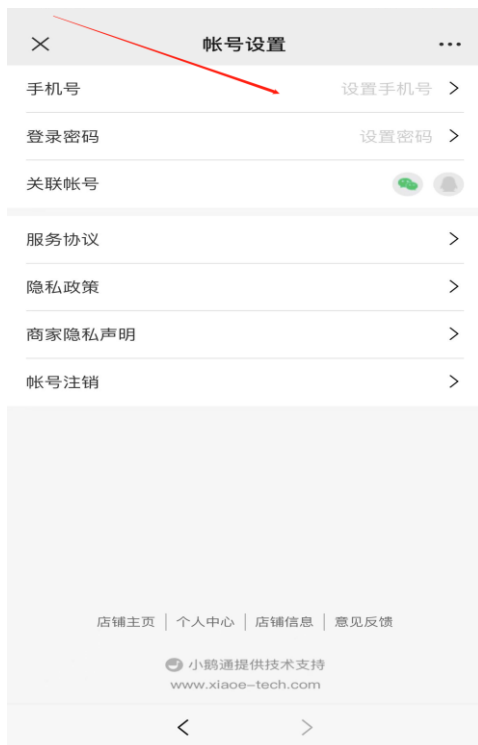 帐号设置
手机号 设置手机号
登录密码 设置密码
关联帐号
服务协议
隐私政策
商家隐私声明
帐号注销
店铺主页 | 个人中心 | 店铺信息 | 意见反馈
小鹅通提供技术支持
www.xiaoe-tech.com